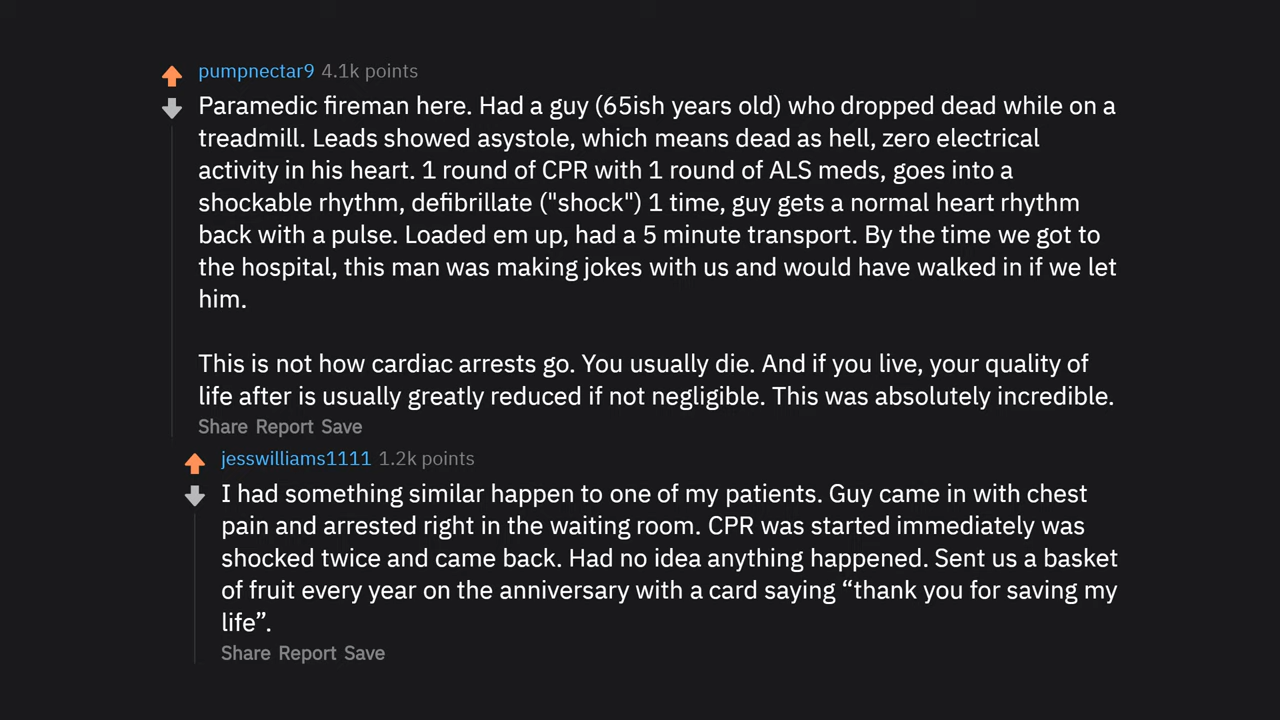 pumpnectar9 4.1k points
Paramedic fireman here. Had a guy (65ish years old) who dropped dead while on a
treadmill. Leads showed asystole, which means dead as hell, zero electrical
activity in his heart. 1 round of CPR with 1 round of ALS meds, goes into a
shockable rhythm, defibrillate ("shock") 1 time, guy gets a normal heart rhythm
back with a pulse. Loaded em up, had a 5 minute transport. By the time we got to
the hospital, this man was making jokes with us and would have walked in if we let
him.
This is not how cardiac arrests go. You usually die. And if you live, your quality of
life after is usually greatly reduced if not negligible. This was absolutely incredible.
Share Report Save
jesswilliams1111 1.2k points
I had something similar happen to one of my patients. Guy came in with chest
pain and arrested right in the waiting room. CPR was started immediately was
shocked twice and came back. Had no idea anything happened. Sent us a basket
of fruit every year on the anniversary with a card saying “thank you for saving my
life”.
Share Report Save